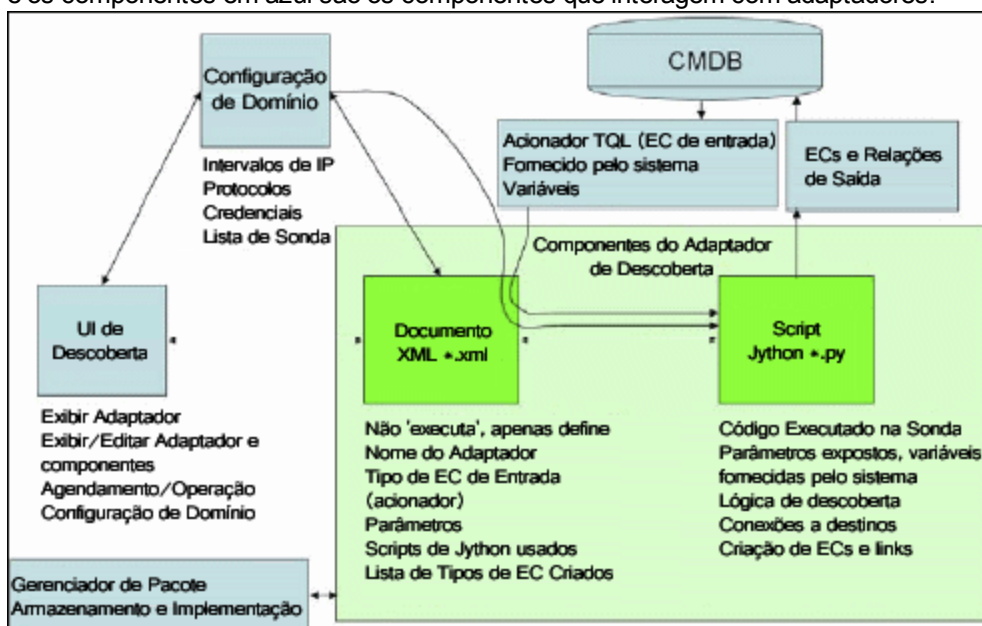 e os componentes em azul são os componentes que interagem com adaptadores.
Configuração
de Domínio
Intervalos de IP
Protocolos
Credenciais
Lista de Sonda
CMDB
Acionador TQL (EC de entrada)
Fornecido pelo sistema
Variáveis
ECs e Relações
de Saída
Componentes do Adaptador
de Descoberta
UI de
Descoberta
Exibir Adaptador
Exibir/Editar Adaptador e
componentes
Agendamento/Operação
Configuração de Domínio
Documento
XML *.xml
Não 'executa', apenas define
Nome do Adaptador
Tipo de EC de Entrada
(acionador)
Parâmetros
Scripts de Jython usados
Lista de Tipos de EC Criados
Script
Jython *.py
Código Executado na Sonda
Parâmetros expostos, variáveis
fornecidas pelo sistema
Lógica de descoberta
Conexões a destinos
Criação de ECs e links
Gerenciador de Pacote
Armazenamento e Implementação